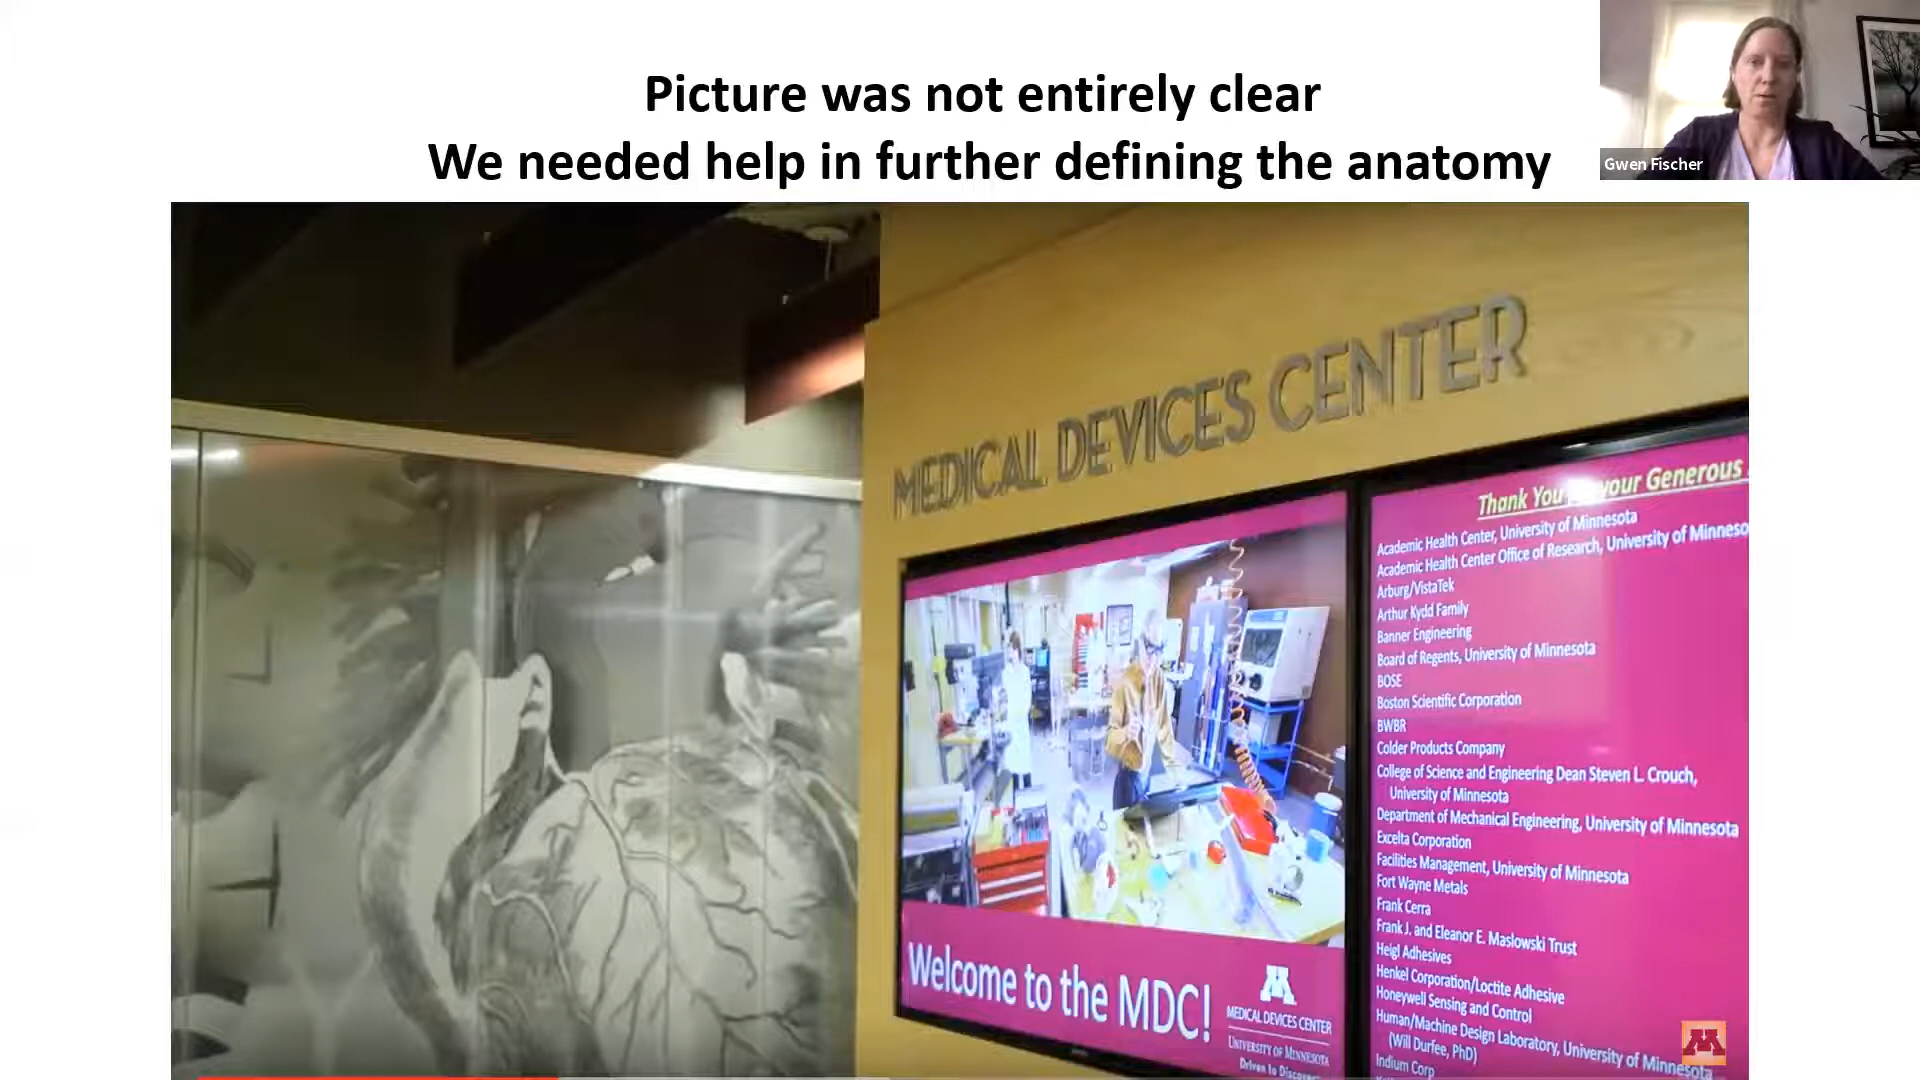 Picture was not entirely clear
We needed help in further defining the anatomy
Gwen Fischer
MEDICAL DEVICES CENTER
Thank You your Generous
Academic Health Center, University of Minnesota
Academic Health Center Office of Research, University of Minneso
Arburg/VistaTek
Arthur Kydd Family
Banner Engineering
Board of Regents, University of Minnesota
BOSE
Boston Scientific Corporation
BWBR
Colder Products Company
College of Science and Engineering Dean Steven L. Crouch,
University of Minnesota
Department of Mechanical Engineering, University of Minnesota
Excelta Corporation
Facilities Management, University of Minnesota
Fort Wayne Metals
Frank Cerra
Frank J. and Eleanor E. Maslowski Trust
Heigl Adhesives
Henkel Corporation/Loctite Adhesive
Honeywell Sensing and Control
Human/Machine Design Laboratory, University of Minnesota
(Will Durfee, PhD)
Indium Corp
Welcome to the MDC!
M
MEDICAL DEVICES CENTER
UNIVERSITY OF MINNESOTA
Driven to Discover
M